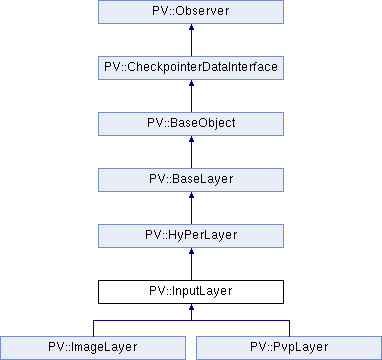 PV::Observer
PV::CheckpointerDataInterface
PV::BaseObject
PV::BaseLayer
PV::HyPerLayer
PV::InputLayer
PV::ImageLayer
PV::PvpLayer